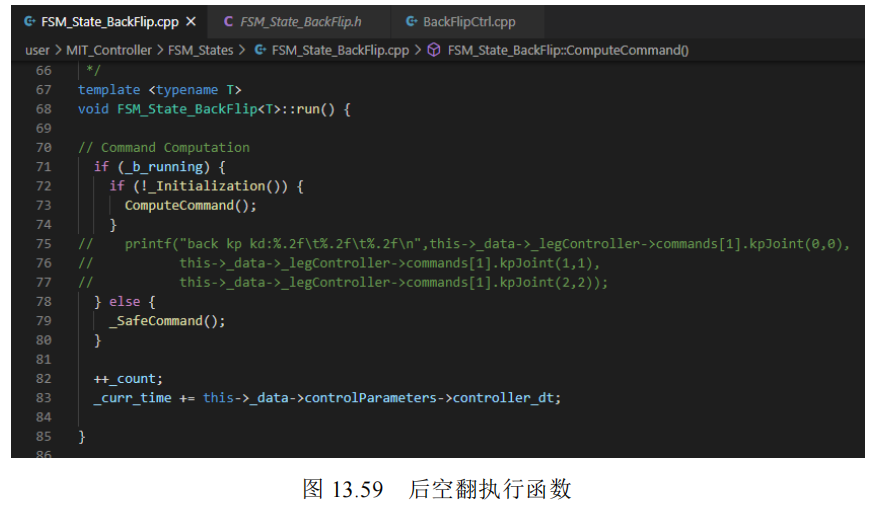 FSM_State_BackFlip.cpp ×  C FSM_State_BackFlip.h  BackFlipCtrl.cpp
user > MIT_Controller > FSM_States > FSM_State_BackFlip.cpp > FSM_State_BackFlip::ComputeCommand()
66   */
67  template <typename T>
68  void FSM_State_BackFlip<T>::run() {
69
70  // Command Computation
71    if (_b_running) {
72      if (!_Initialization()) {
73        ComputeCommand();
74      }
75  //    printf("back kp kd:%.2f\t%.2f\t%.2f\n",this->_data->_legController->commands[1].kpJoint(0,0),
76  //           this->_data->_legController->commands[1].kpJoint(1,1),
77  //           this->_data->_legController->commands[1].kpJoint(2,2));
78    } else {
79      _SafeCommand();
80    }
81
82    ++_count;
83    _curr_time += this->_data->controlParameters->controller_dt;
84
85  }
86
图 13.59 后空翻执行函数